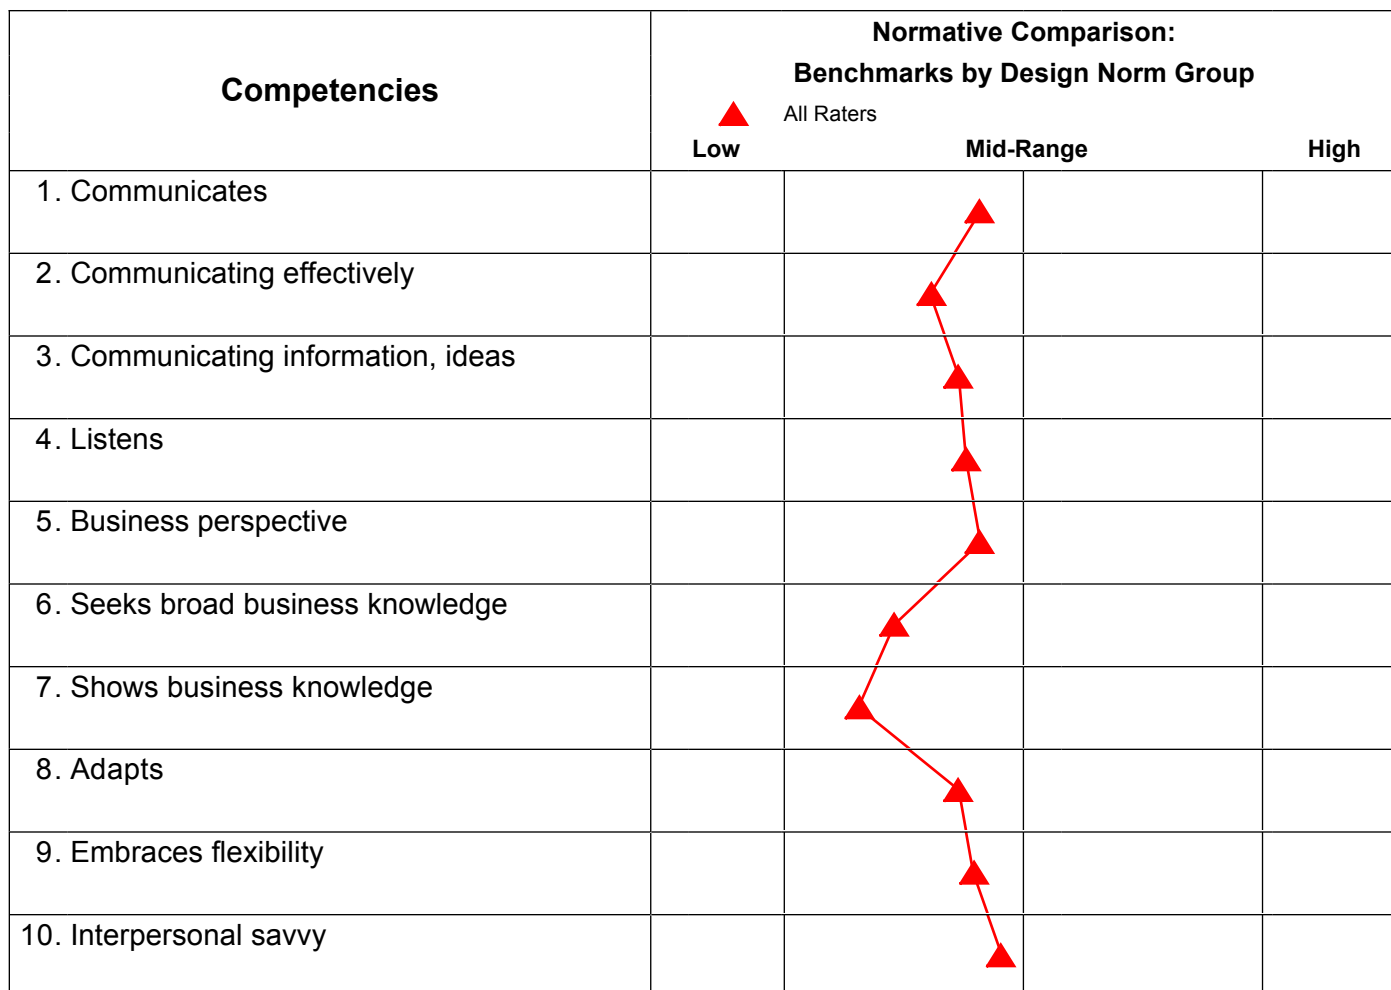 Competencies
Normative Comparison:
Benchmarks by Design Norm Group
All Raters
Low Mid-Range High
1. Communicates
2. Communicating effectively
3. Communicating information, ideas
4. Listens
5. Business perspective
6. Seeks broad business knowledge
7. Shows business knowledge
8. Adapts
9. Embraces flexibility
10. Interpersonal savvy